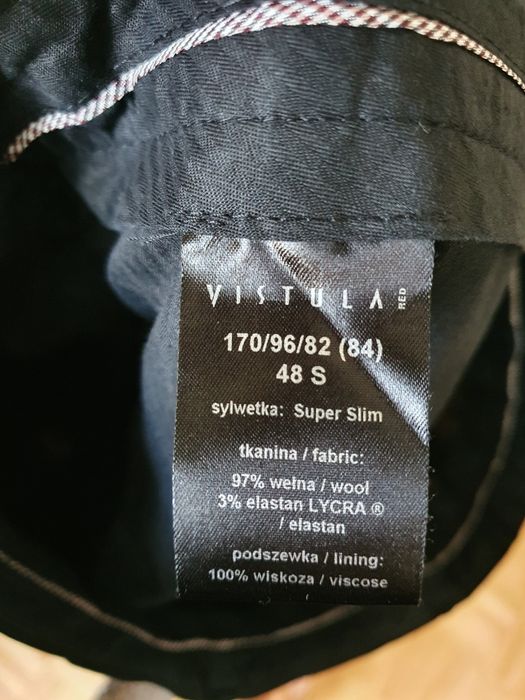 VISTULA RED
170/96/82 (84)
48 S
sylwetka: Super Slim
tkanina / fabric:
97% wełna / wool
3% elastan LYCRA ®
/ elastan
podszewka / lining:
100% wiskoza / viscose